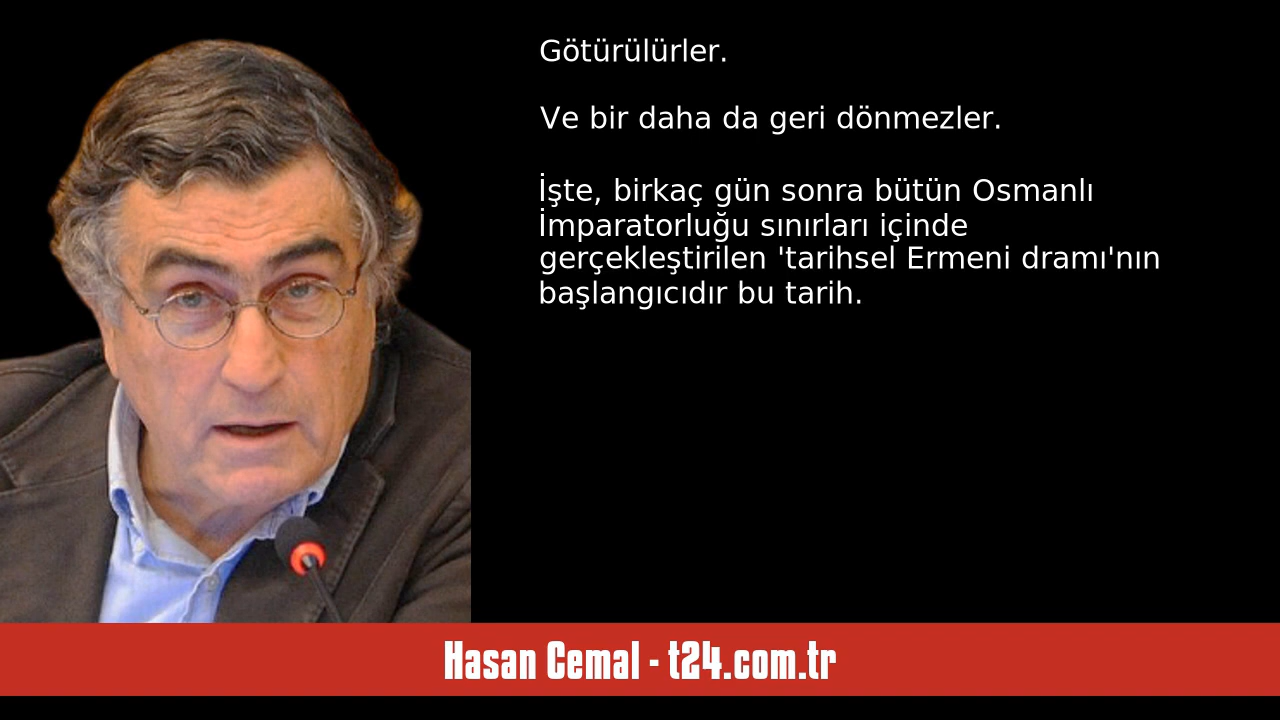 Götürülürler.
Ve bir daha da geri dönmezler.
İşte, birkaç gün sonra bütün Osmanlı
İmparatorluğu sınırları içinde
gerçekleştirilen 'tarihsel Ermeni dramı'nın
başlangıcıdır bu tarih.
Hasan Cemal - t24.com.tr